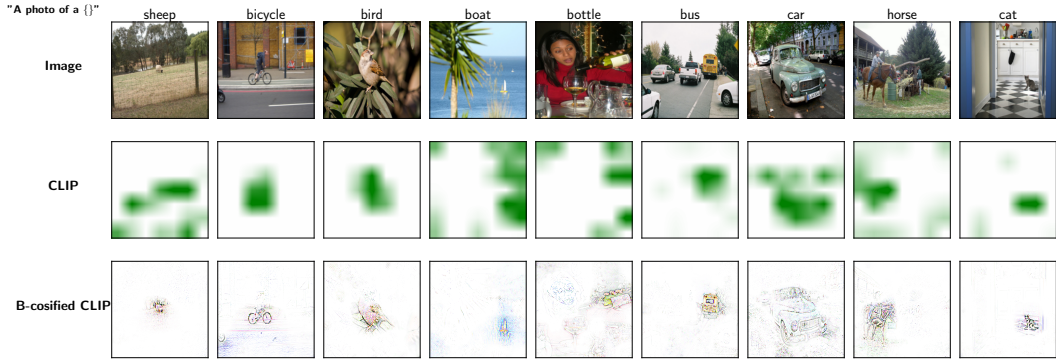 "A photo of a {}"
sheep bicycle bird boat bottle bus car horse cat
Image
CLIP
B-cosified CLIP